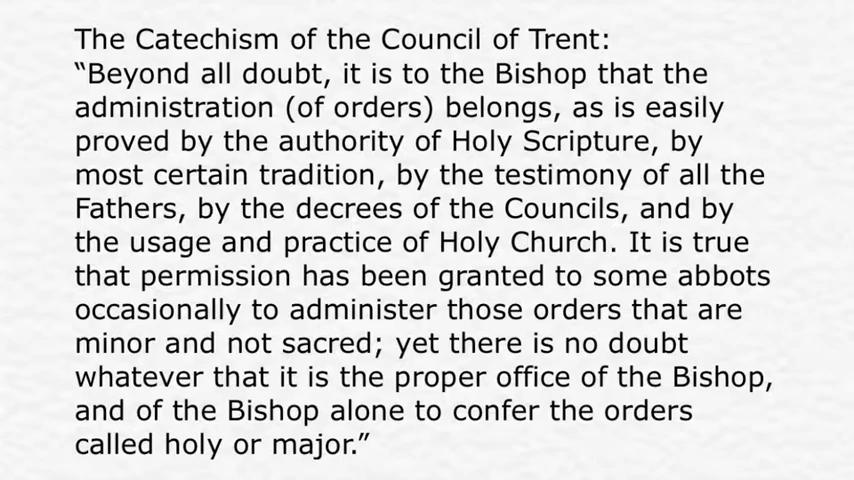 The Catechism of the Council of Trent:
“Beyond all doubt, it is to the Bishop that the
administration (of orders) belongs, as is easily
proved by the authority of Holy Scripture, by
most certain tradition, by the testimony of all the
Fathers, by the decrees of the Councils, and by
the usage and practice of Holy Church. It is true
that permission has been granted to some abbots
occasionally to administer those orders that are
minor and not sacred; yet there is no doubt
whatever that it is the proper office of the Bishop,
and of the Bishop alone to confer the orders
called holy or major.”